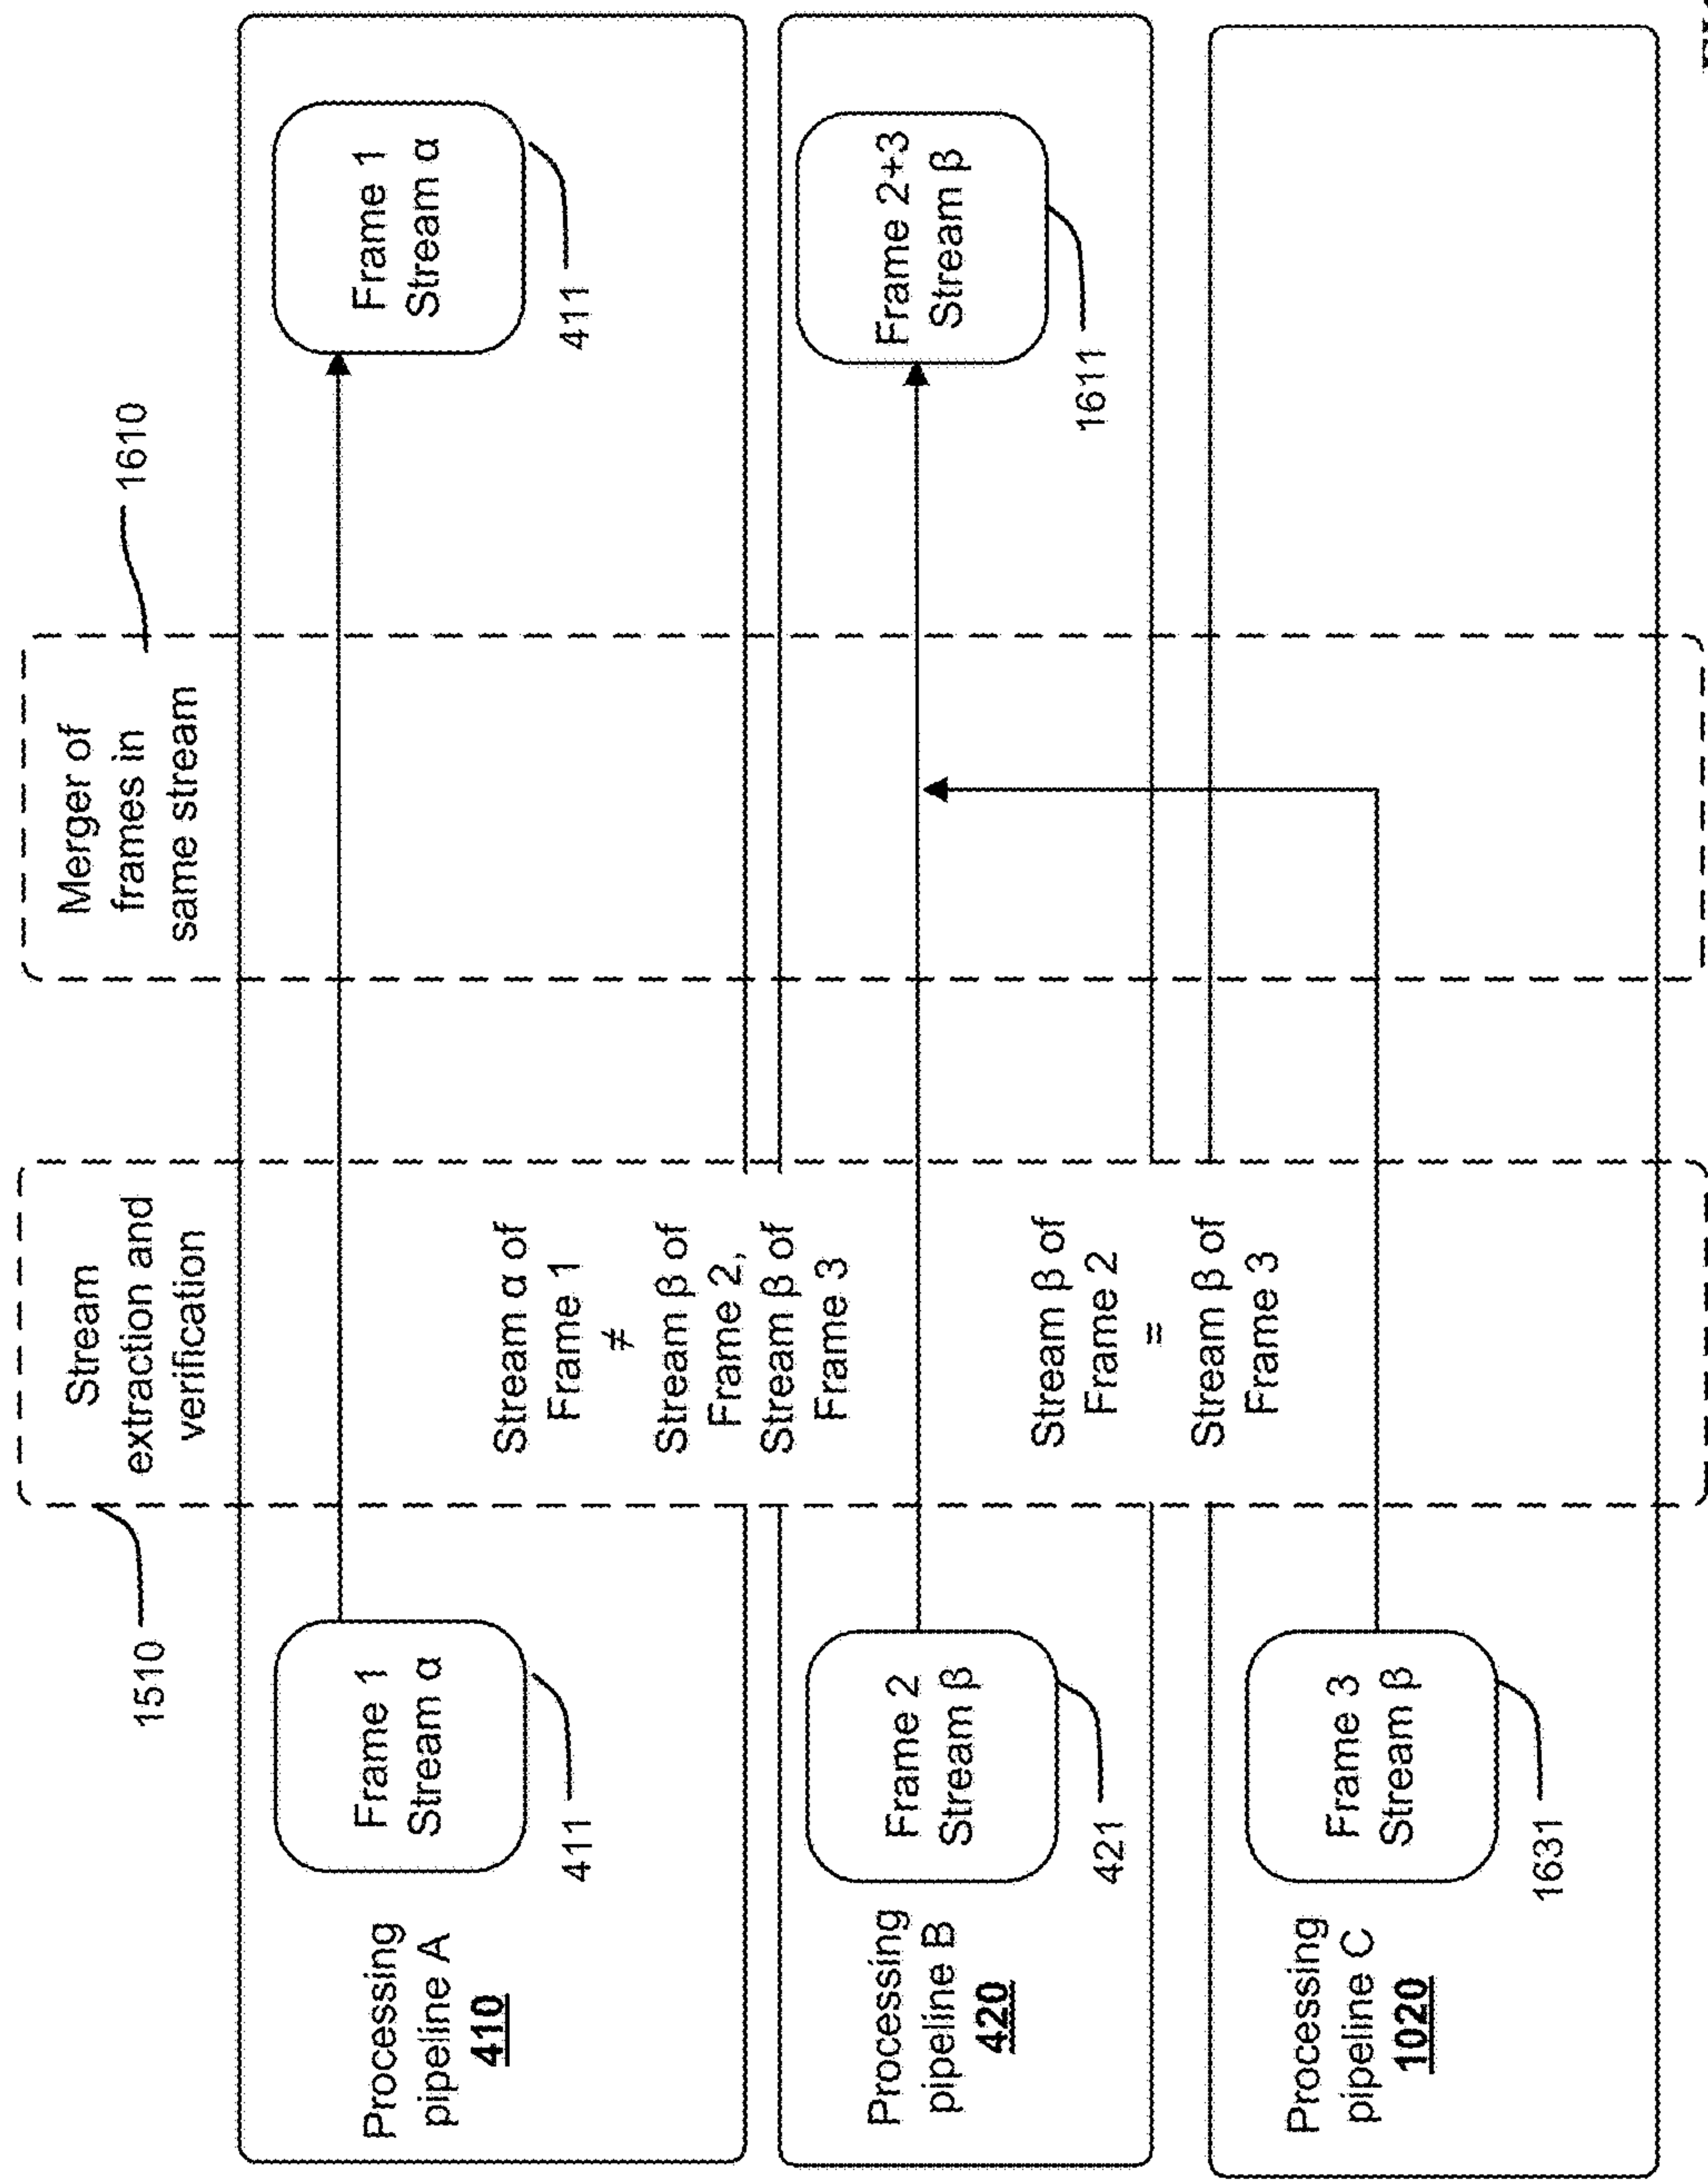 1510
Stream
extraction and
verification
Merger of
frames in
same stream
1610
Processing
pipeline A
410
Frame 1
Stream α
411
Stream α of
Frame 1
≠
Stream β of
Frame 2,
Stream β of
Frame 3
Frame 1
Stream α
411
Processing
pipeline B
420
Frame 2
Stream β
421
Stream β of
Frame 2
=
Stream β of
Frame 3
Frame 2+3
Stream β
1611
Processing
pipeline C
1020
Frame 3
Stream β
1631